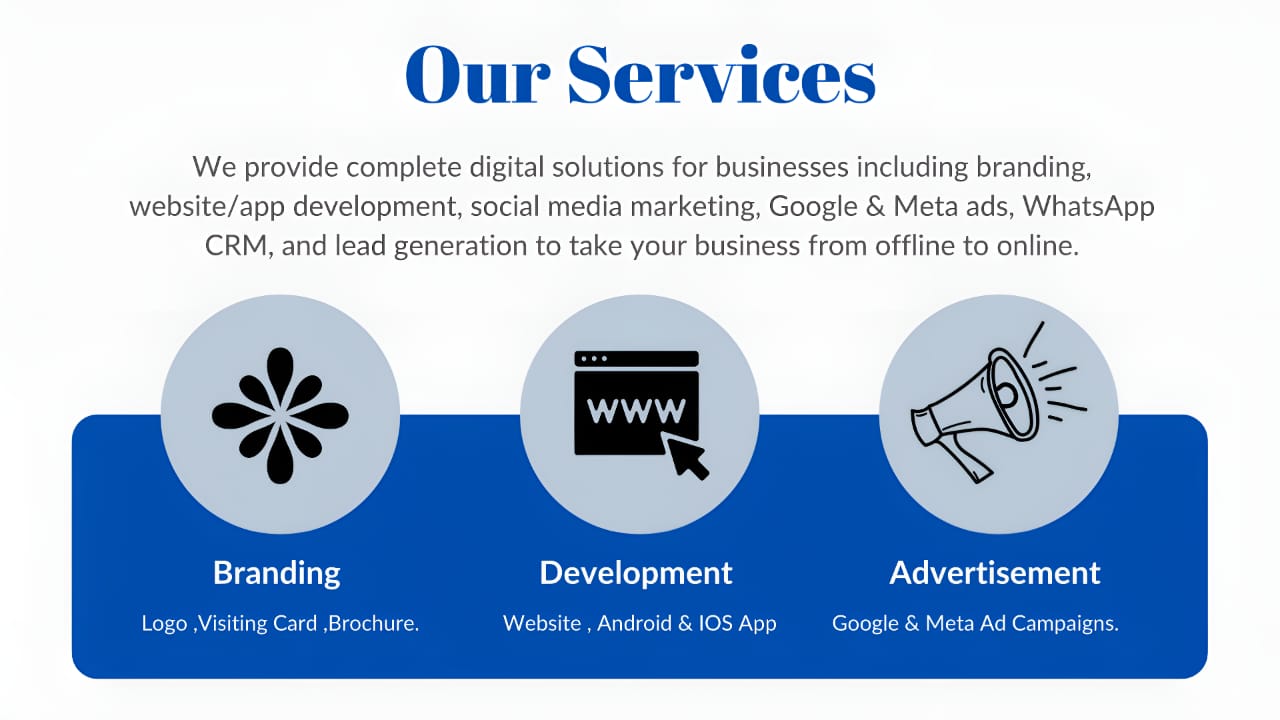 Our Services
We provide complete digital solutions for businesses including branding,
website/app development, social media marketing, Google & Meta ads, WhatsApp
CRM, and lead generation to take your business from offline to online.
WWW
Branding
Development
Advertisement
Logo ,Visiting Card ,Brochure.
Website , Android & IOS App
Google & Meta Ad Campaigns.